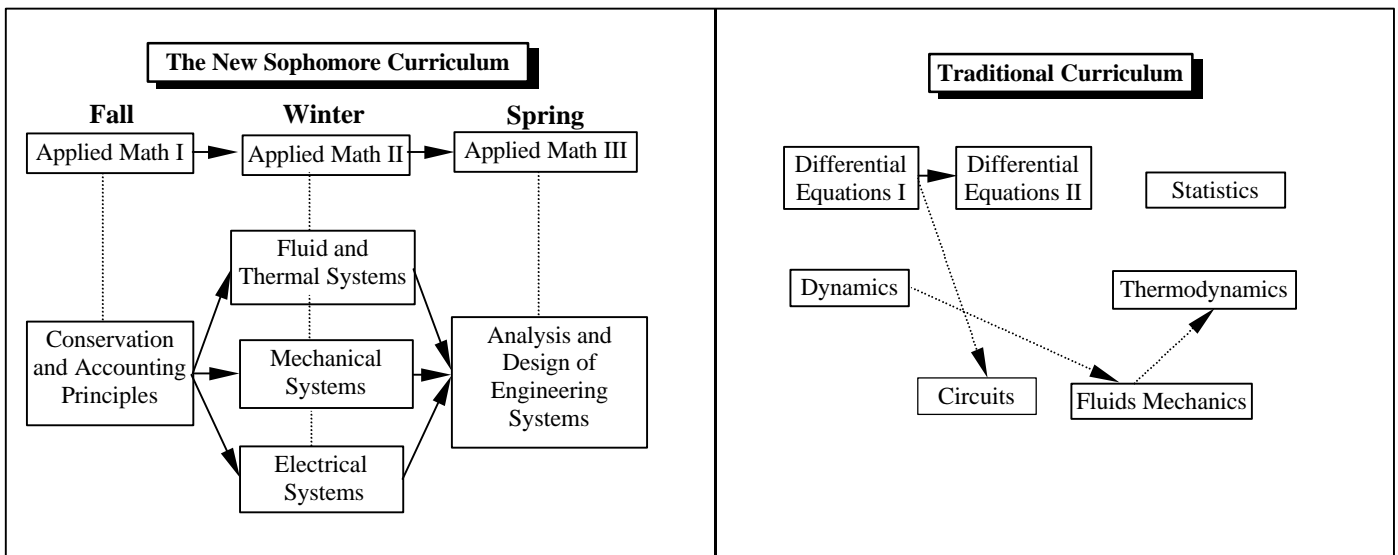 The New Sophomore Curriculum
Fall
Winter
Spring
Applied Math I
Applied Math II
Applied Math III
Fluid and
Thermal Systems
Conservation
and Accounting
Principles
Mechanical
Systems
Electrical
Systems
Analysis and
Design of
Engineering
Systems
Traditional Curriculum
Differential
Equations I
Differential
Equations II
Statistics
Dynamics
Thermodynamics
Circuits
Fluids Mechanics